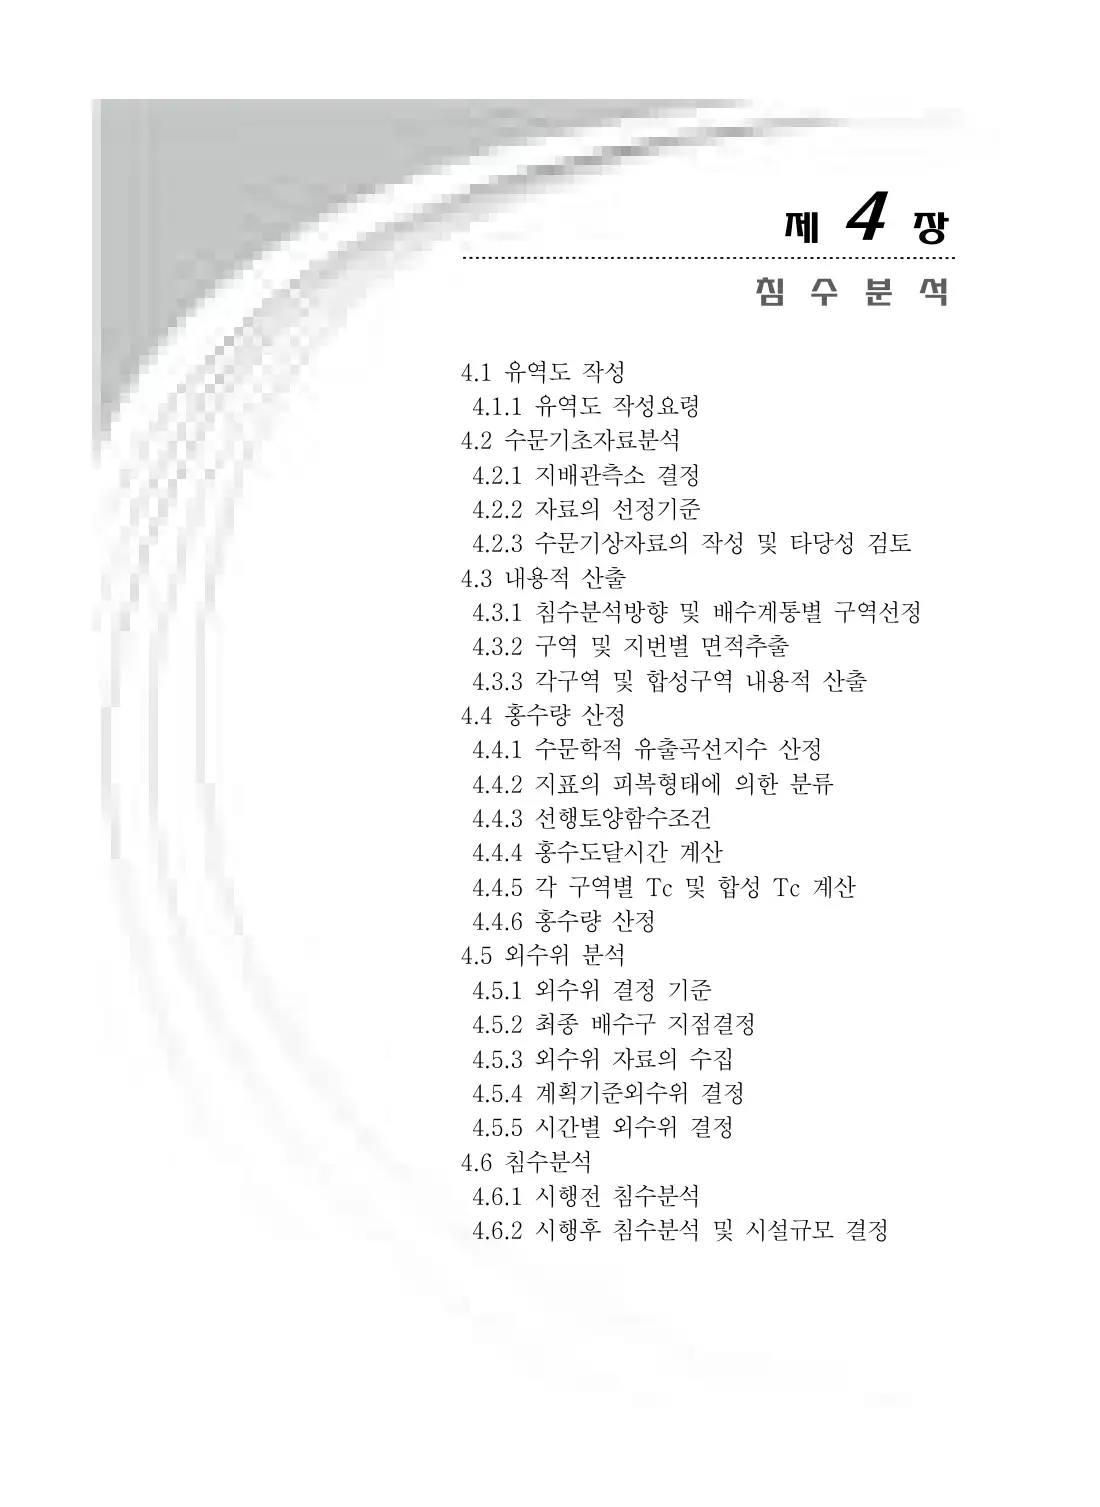 제 4 장
침 수 분 석
4.1 유역도 작성
4.1.1 유역도 작성요령
4.2 수문기초자료분석
4.2.1 지배관측소 결정
4.2.2 자료의 선정기준
4.2.3 수문기상자료의 작성 및 타당성 검토
4.3 내용적 산출
4.3.1 침수분석방향 및 배수계통별 구역선정
4.3.2 구역 및 지번별 면적추출
4.3.3 각구역 및 합성구역 내용적 산출
4.4 홍수량 산정
4.4.1 수문학적 유출곡선지수 산정
4.4.2 지표의 피복형태에 의한 분류
4.4.3 선행토양함수조건
4.4.4 홍수도달시간 계산
4.4.5 각 구역별 Tc 및 합성 Tc 계산
4.4.6 홍수량 산정
4.5 외수위 분석
4.5.1 외수위 결정 기준
4.5.2 최종 배수구 지점결정
4.5.3 외수위 자료의 수집
4.5.4 계획기준외수위 결정
4.5.5 시간별 외수위 결정
4.6 침수분석
4.6.1 시행전 침수분석
4.6.2 시행후 침수분석 및 시설규모 결정